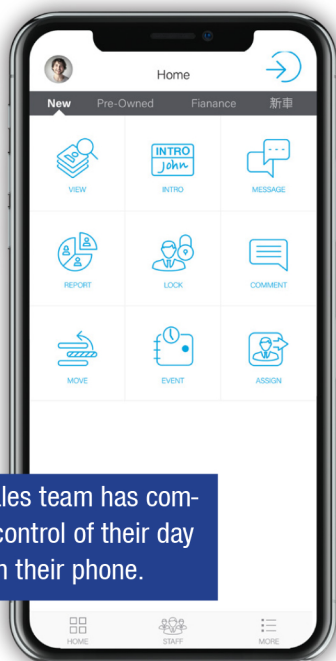 Home
New Pre-Owned Fianance 新車
VIEW
INTRO
John
INTRO
MESSAGE
REPORT
LOCK
COMMENT
MOVE
EVENT
ASSIGN
ales team has com-
control of their day
n their phone.
HOME STAFF MORE